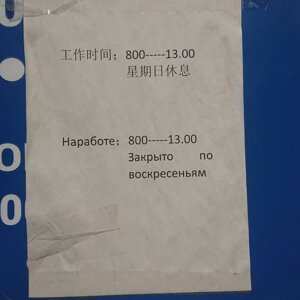 工作时间：800-----13.00
星期日休息
Наработе：800-----13.00
Закрыто по
воскресеньям